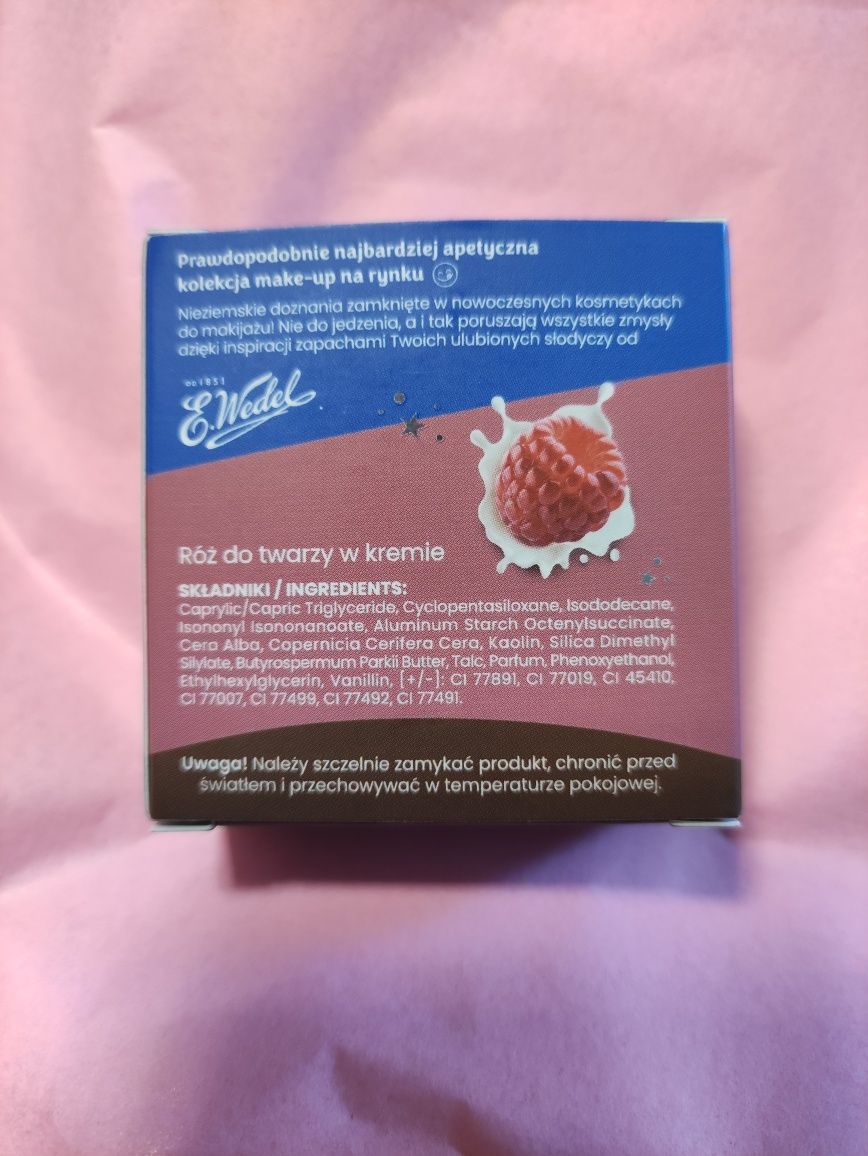 Prawdopodobnie najbardziej apetyczna
kolekcja make-up na rynku
Nieziemskie doznania zamknięte w nowoczesnych kosmetykach
do makijażu! Nie do jedzenia, a i tak poruszają wszystkie zmysły
dzięki inspiracji zapachami Twoich ulubionych słodyczy od
OD 1851
E.Wedel
Róż do twarzy w kremie
SKŁADNIKI / INGREDIENTS:
Caprylic/Capric Triglyceride, Cyclopentasiloxane, Isododecane,
Isononyl Isononanoate, Aluminum Starch Octenylsuccinate,
Cera Alba, Copernicia Cerifera Cera, Kaolin, Silica Dimethyl
Silylate, Butyrospermum Parkii Butter, Talc, Parfum, Phenoxyethanol,
Ethylhexylglycerin, Vanillin, [+/-]: CI 77891, CI 77019, CI 45410,
CI 77007, CI 77499, CI 77492, CI 77491.
Uwaga! Należy szczelnie zamykać produkt, chronić przed
światłem i przechowywać w temperaturze pokojowej.